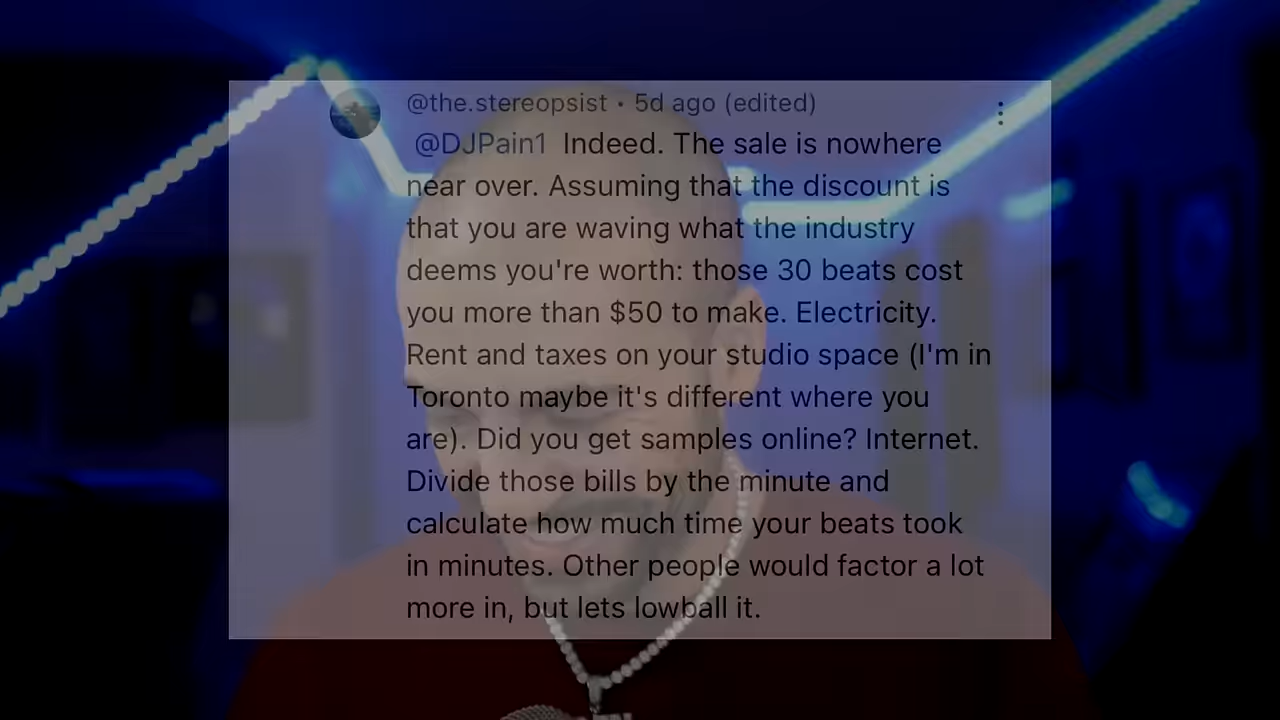 @the.stereopsist • 5d ago (edited)
@DJPain1 Indeed. The sale is nowhere
near over. Assuming that the discount is
that you are waving what the industry
deems you're worth: those 30 beats cost
you more than $50 to make. Electricity.
Rent and taxes on your studio space (I'm in
Toronto maybe it's different where you
are). Did you get samples online? Internet.
Divide those bills by the minute and
calculate how much time your beats took
in minutes. Other people would factor a lot
more in, but lets lowball it.